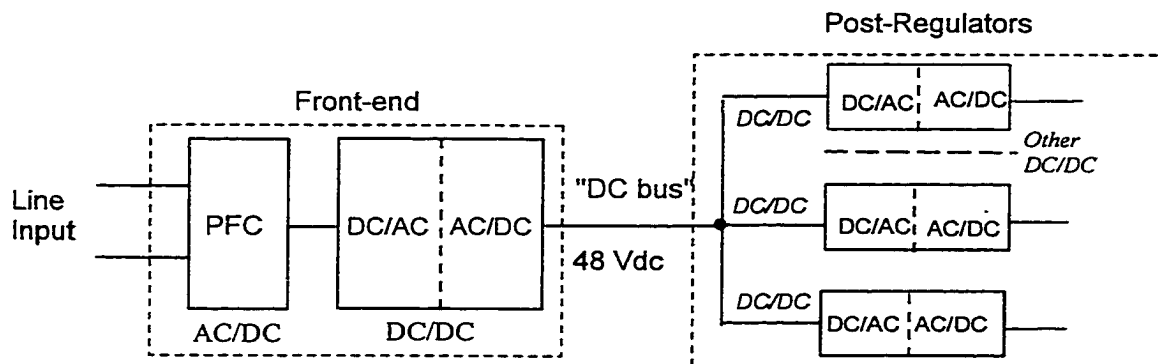 Post-Regulators
Front-end
DC/AC AC/DC
DC/DC
Other
DC/DC
Line
Input
PFC
DC/AC AC/DC
"DC bus"
48 Vdc
DC/DC
DC/AC AC/DC
DC/DC
DC/AC AC/DC
AC/DC
DC/DC